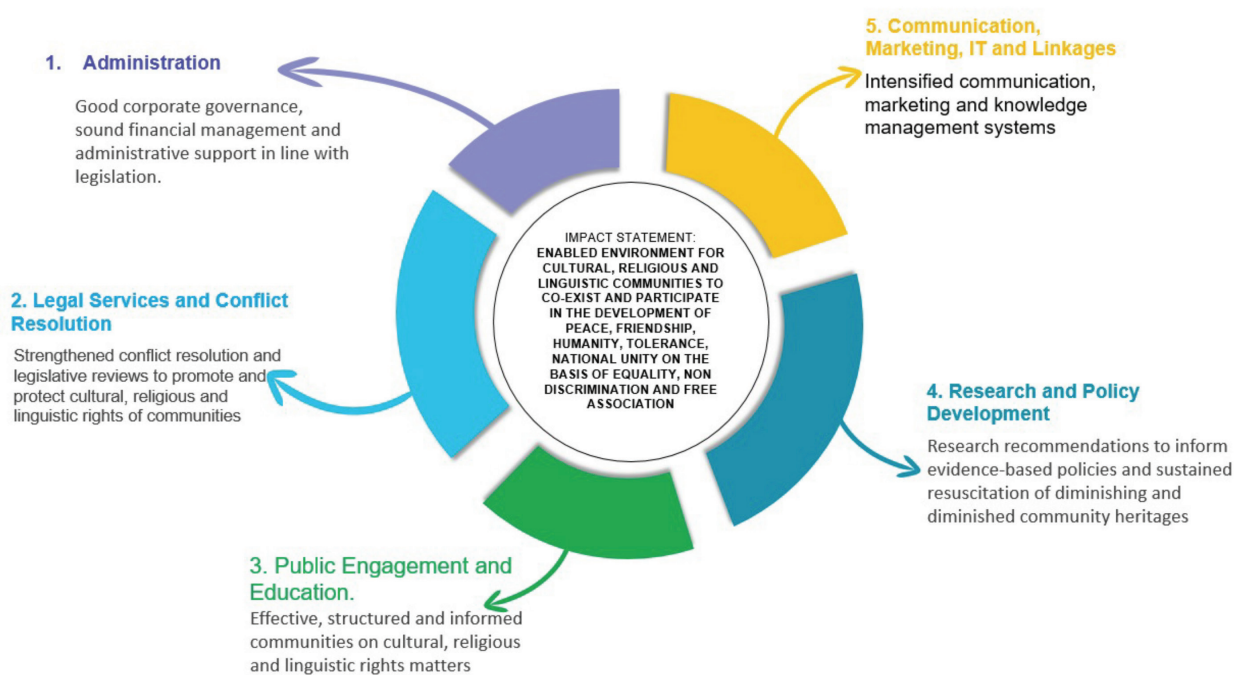 1. Administration
Good corporate governance,
sound financial management and
administrative support in line with
legislation.
2. Legal Services and Conflict
Resolution
Strengthened conflict resolution and
legislative reviews to promote and
protect cultural, religious and
linguistic rights of communities
3. Public Engagement and
Education.
Effective, structured and informed
communities on cultural, religious
and linguistic rights matters
4. Research and Policy
Development
Research recommendations to inform
evidence-based policies and sustained
resuscitation of diminishing and
diminished community heritages
5. Communication,
Marketing, IT and Linkages
Intensified communication,
marketing and knowledge
management systems
IMPACT STATEMENT:
ENABLED ENVIRONMENT FOR
CULTURAL, RELIGIOUS AND
LINGUISTIC COMMUNITIES TO
CO-EXIST AND PARTICIPATE
IN THE DEVELOPMENT OF
PEACE, FRIENDSHIP,
HUMANITY, TOLERANCE,
NATIONAL UNITY ON THE
BASIS OF EQUALITY, NON
DISCRIMINATION AND FREE
ASSOCIATION